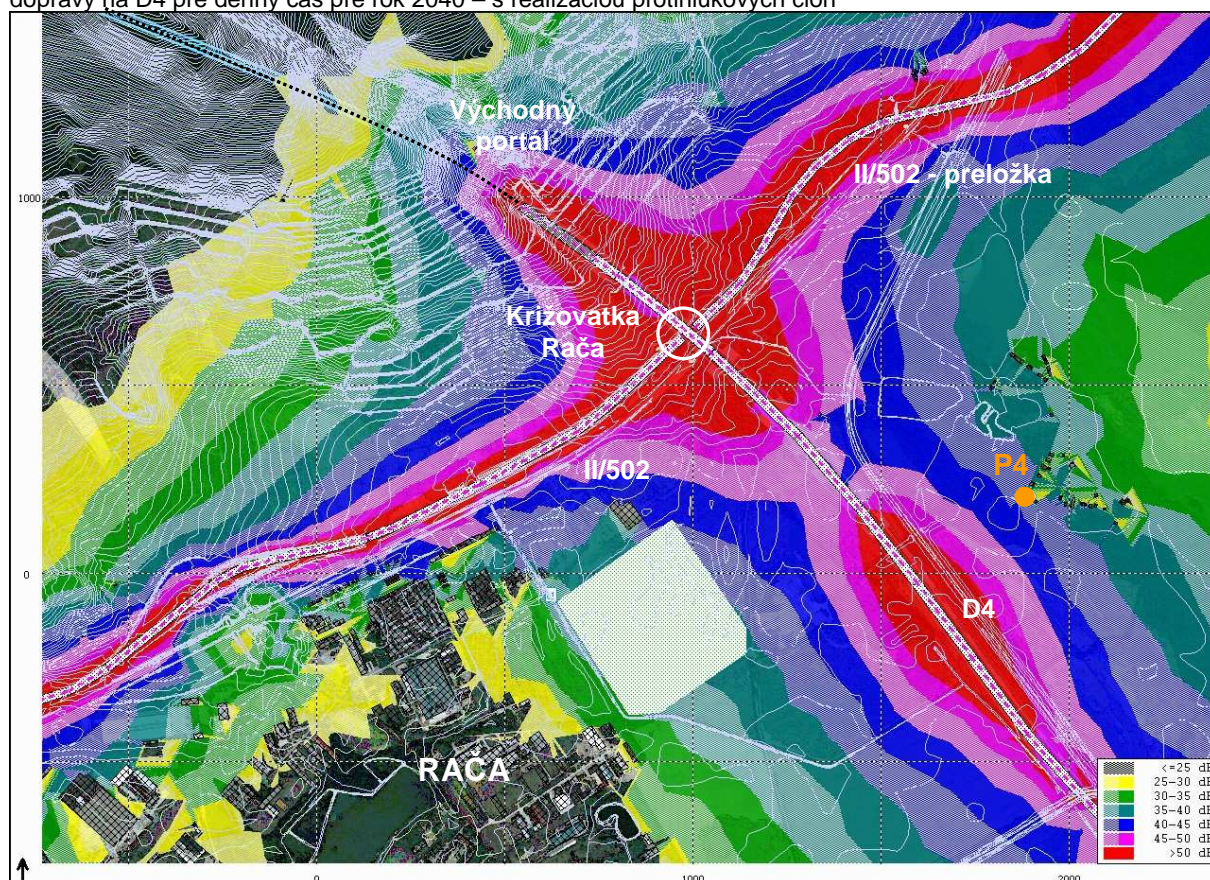 dopravy na D4 pre denný čas pre rok 2040 – s realizáciou protihlukových clôn
Východný
portál
II/502 - preložka
1000
Križovatka
Rača
II/502
P4
0
D4
RAČA
<=25 dB
25-30 dB
30-35 dB
35-40 dB
40-45 dB
45-50 dB
>50 dB
0
1000
2000